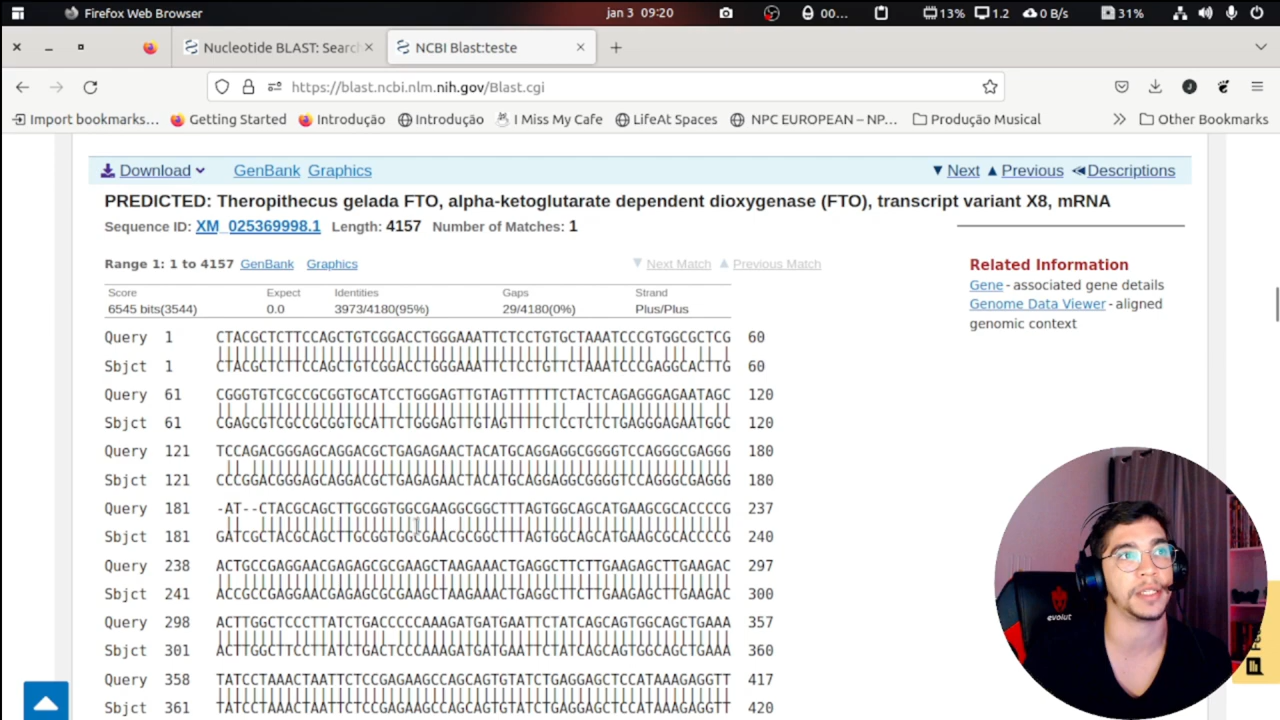 Firefox Web Browser jan 3 09:20 00... 13% 1.2 0 B/s 31%
Nucleotide BLAST: Search NCBI Blast:teste
https://blast.ncbi.nlm.nih.gov/Blast.cgi
Import bookmarks... Getting Started Introdução Introdução I Miss My Cafe LifeAt Spaces NPC EUROPEAN – NP... Produção Musical Other Bookmarks
Download GenBank Graphics Next Previous Descriptions
PREDICTED: Theropithecus gelada FTO, alpha-ketoglutarate dependent dioxygenase (FTO), transcript variant X8, mRNA
Sequence ID: XM_025369998.1 Length: 4157 Number of Matches: 1
Range 1: 1 to 4157 GenBank Graphics Next Match Previous Match
Related Information
Gene - associated gene details
Genome Data Viewer - aligned
genomic context
Score Expect Identities Gaps Strand
6545 bits(3544) 0.0 3973/4180(95%) 29/4180(0%) Plus/Plus
Query 1 CTACGCTCTTCCAGCTGTCGGACCTGGGAAATTCTCCTGTGCTAAATCCCGTGGCGCTCG 60
Sbjct 1 CTACGCTCTTCCAGCTGTCGGACCTGGGAAATTCTCCTGTTCTAAATCCCGAGGCACTTG 60
Query 61 CGGGTGTCGCCGCGGTGCATCCTGGGAGTTGTAGTTTTTTCTACTCAGAGGGAGAATAGC 120
Sbjct 61 CGAGCGTCGCCGCGGTGCATTCTGGGAGTTGTAGTTTTCTCCTCTCTGAGGGAGAATGGC 120
Query 121 TCCAGACGGGAGCAGGACGCTGAGAGAACTACATGCAGGAGGCGGGGTCCAGGGCGAGGG 180
Sbjct 121 CCCGGACGGGAGCAGGACGCTGAGAGAACTACATGCAGGAGGCGGGGTCCAGGGCGAGGG 180
Query 181 -AT--CTACGCAGCTTGCGGTGGCGAAGGCGGCTTTAGTGGCAGCATGAAGCGCACCCCG 237
Sbjct 181 GATCGCTACGCAGCTTGCGGTGGCGAACGCGGCTTTAGTGGCAGCATGAAGCGCACCCCG 240
Query 238 ACTGCCGAGGAACGAGAGCGCGAAGCTAAGAAACTGAGGCTTCTTGAAGAGCTTGAAGAC 297
Sbjct 241 ACCGCCGAGGAACGAGAGCGCGAAGCTAAGAAACTGAGGCTTCTTGAAGAGCTTGAAGAC 300
Query 298 ACTTGGCTCCCTTATCTGACCCCCAAAGATGATGAATTCTATCAGCAGTGGCAGCTGAAA 357
Sbjct 301 ACTTGGCTTCCTTATCTGACTCCCAAAGATGATGAATTCTATCAGCAGTGGCAGCTGAAA 360
Query 358 TATCCTAAACTAATTCTCCGAGAAGCCAGCAGTGTATCTGAGGAGCTCCATAAAGAGGTT 417
Sbjct 361 TATCCTAAACTAATTCTCCGAGAAGCCAGCAGTGTATCTGAGGAGCTCCATAAAGAGGTT 420
evolut